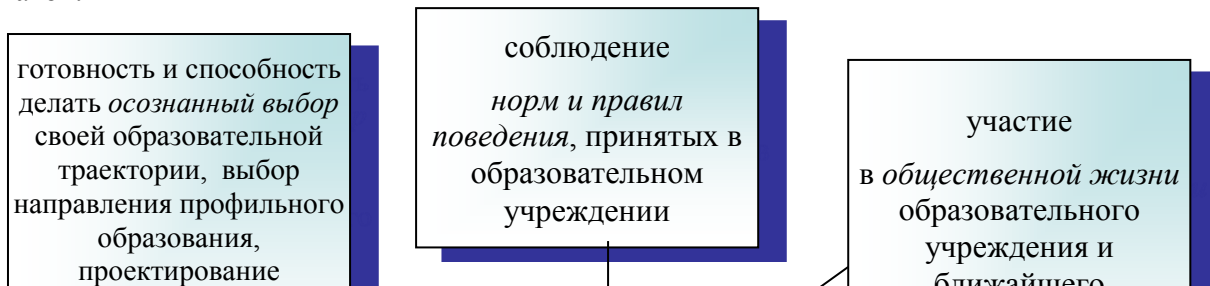 готовность и способность
делать осознанный выбор
своей образовательной
траектории, выбор
направления профильного
образования,
проектирование
соблюдение
норм и правил
поведения, принятых в
образовательном
учреждении
участие
в общественной жизни
образовательного
учреждения и
ближайшего